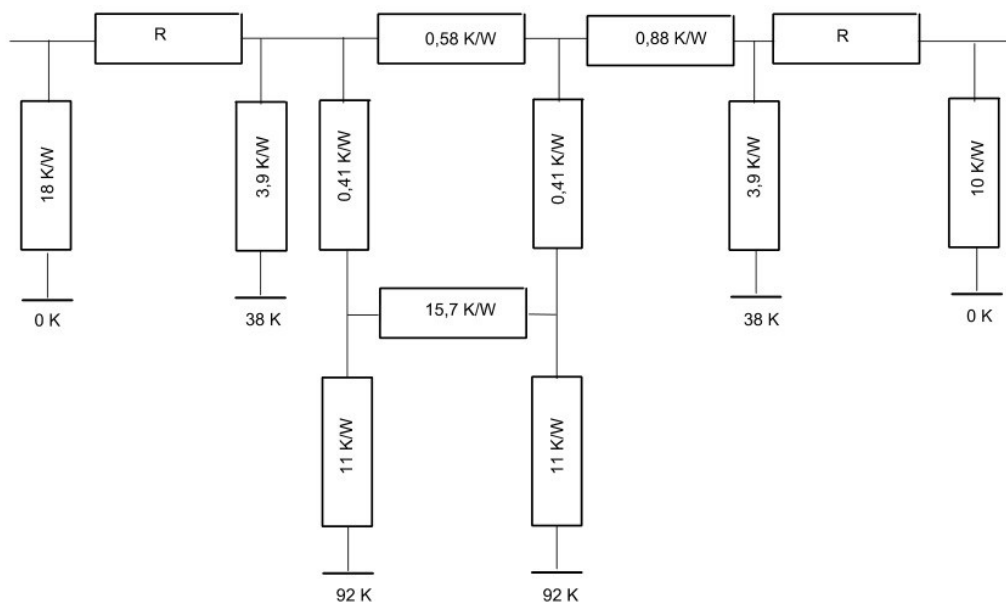 R
0,58 K/W
0,88 K/W
R
18 K/W
3,9 K/W
0,41 K/W
0,41 K/W
3,9 K/W
10 K/W
0 K
38 K
15,7 K/W
38 K
0 K
11 K/W
11 K/W
92 K
92 K